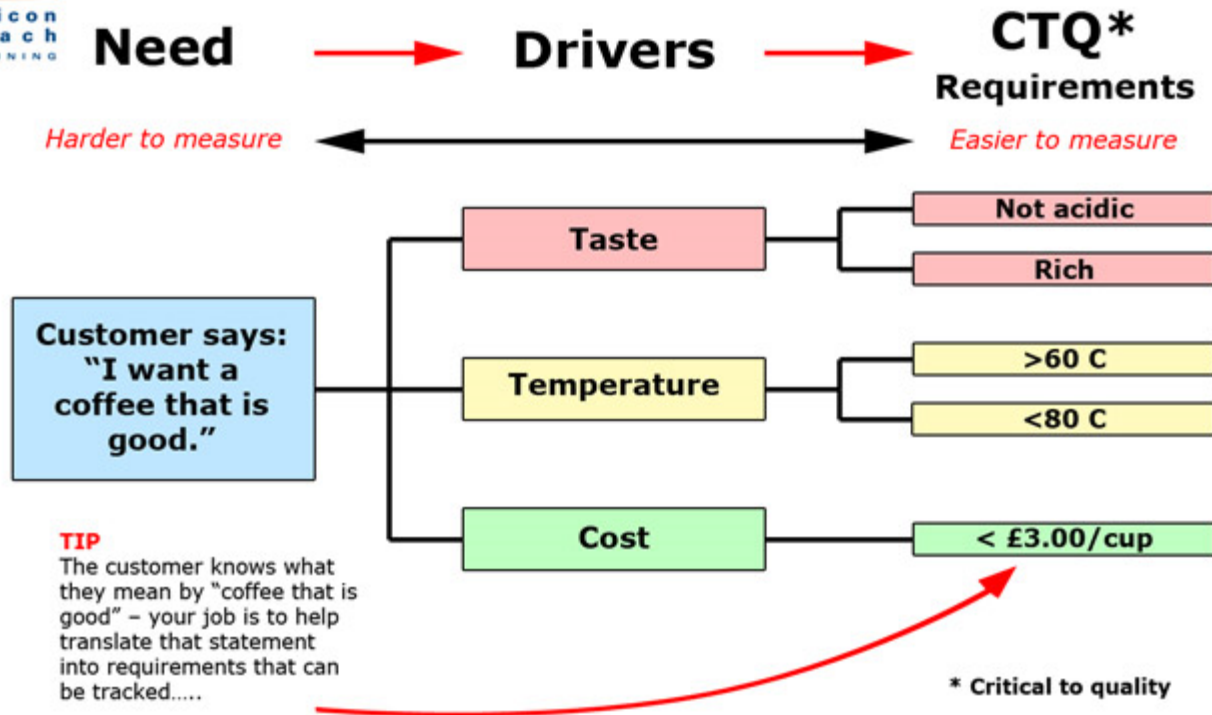 Need
Drivers
CTQ*
Requirements
Harder to measure
Easier to measure
Customer says:
“I want a
coffee that is
good.”
Taste
Not acidic
Rich
Temperature
>60 C
<80 C
Cost
< £3.00/cup
TIP
The customer knows what
they mean by “coffee that is
good” – your job is to help
translate that statement
into requirements that can
be tracked.....
* Critical to quality